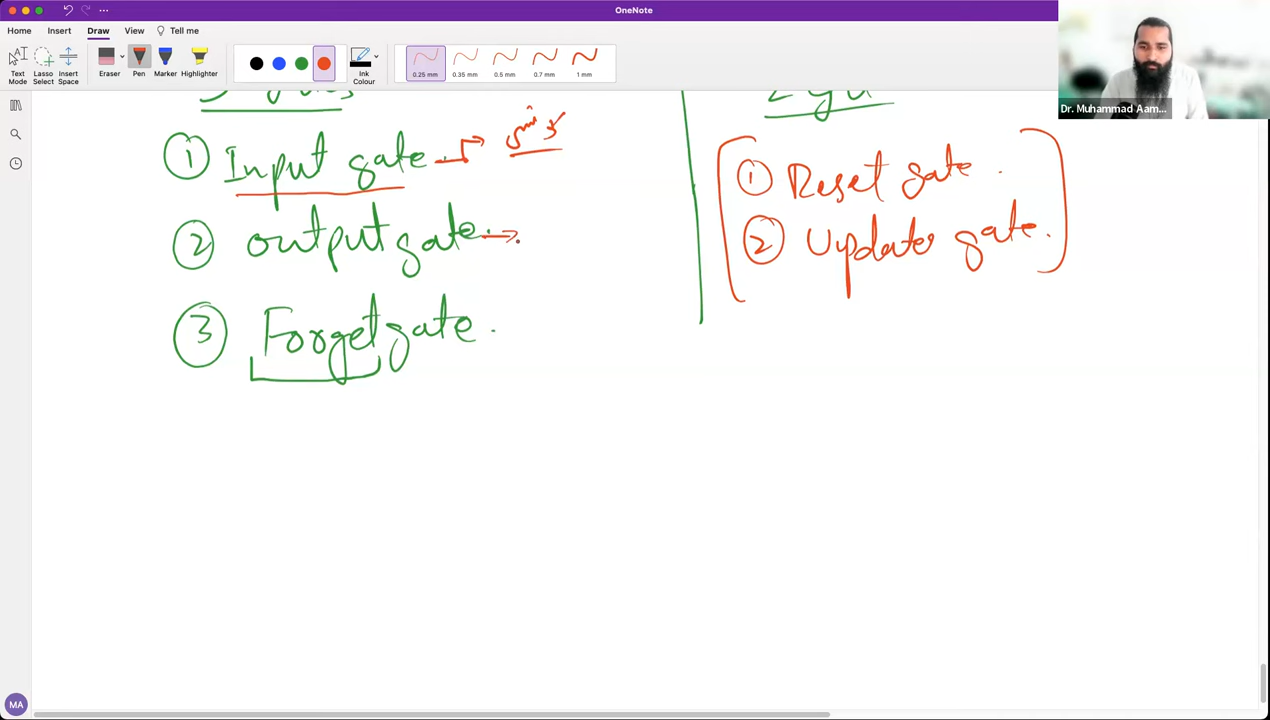 OneNote
Home Insert Draw View Tell me
Text Mode
Lasso Select
Insert Space
Eraser
Pen
Marker
Highlighter
Ink Colour
0.25 mm
0.35 mm
0.5 mm
0.7 mm
1 mm
Dr. Muhammad Aam...
① Input gate →
② output gate. →
③ Forget gate.
① Reset gate.
② Update gate.
MA